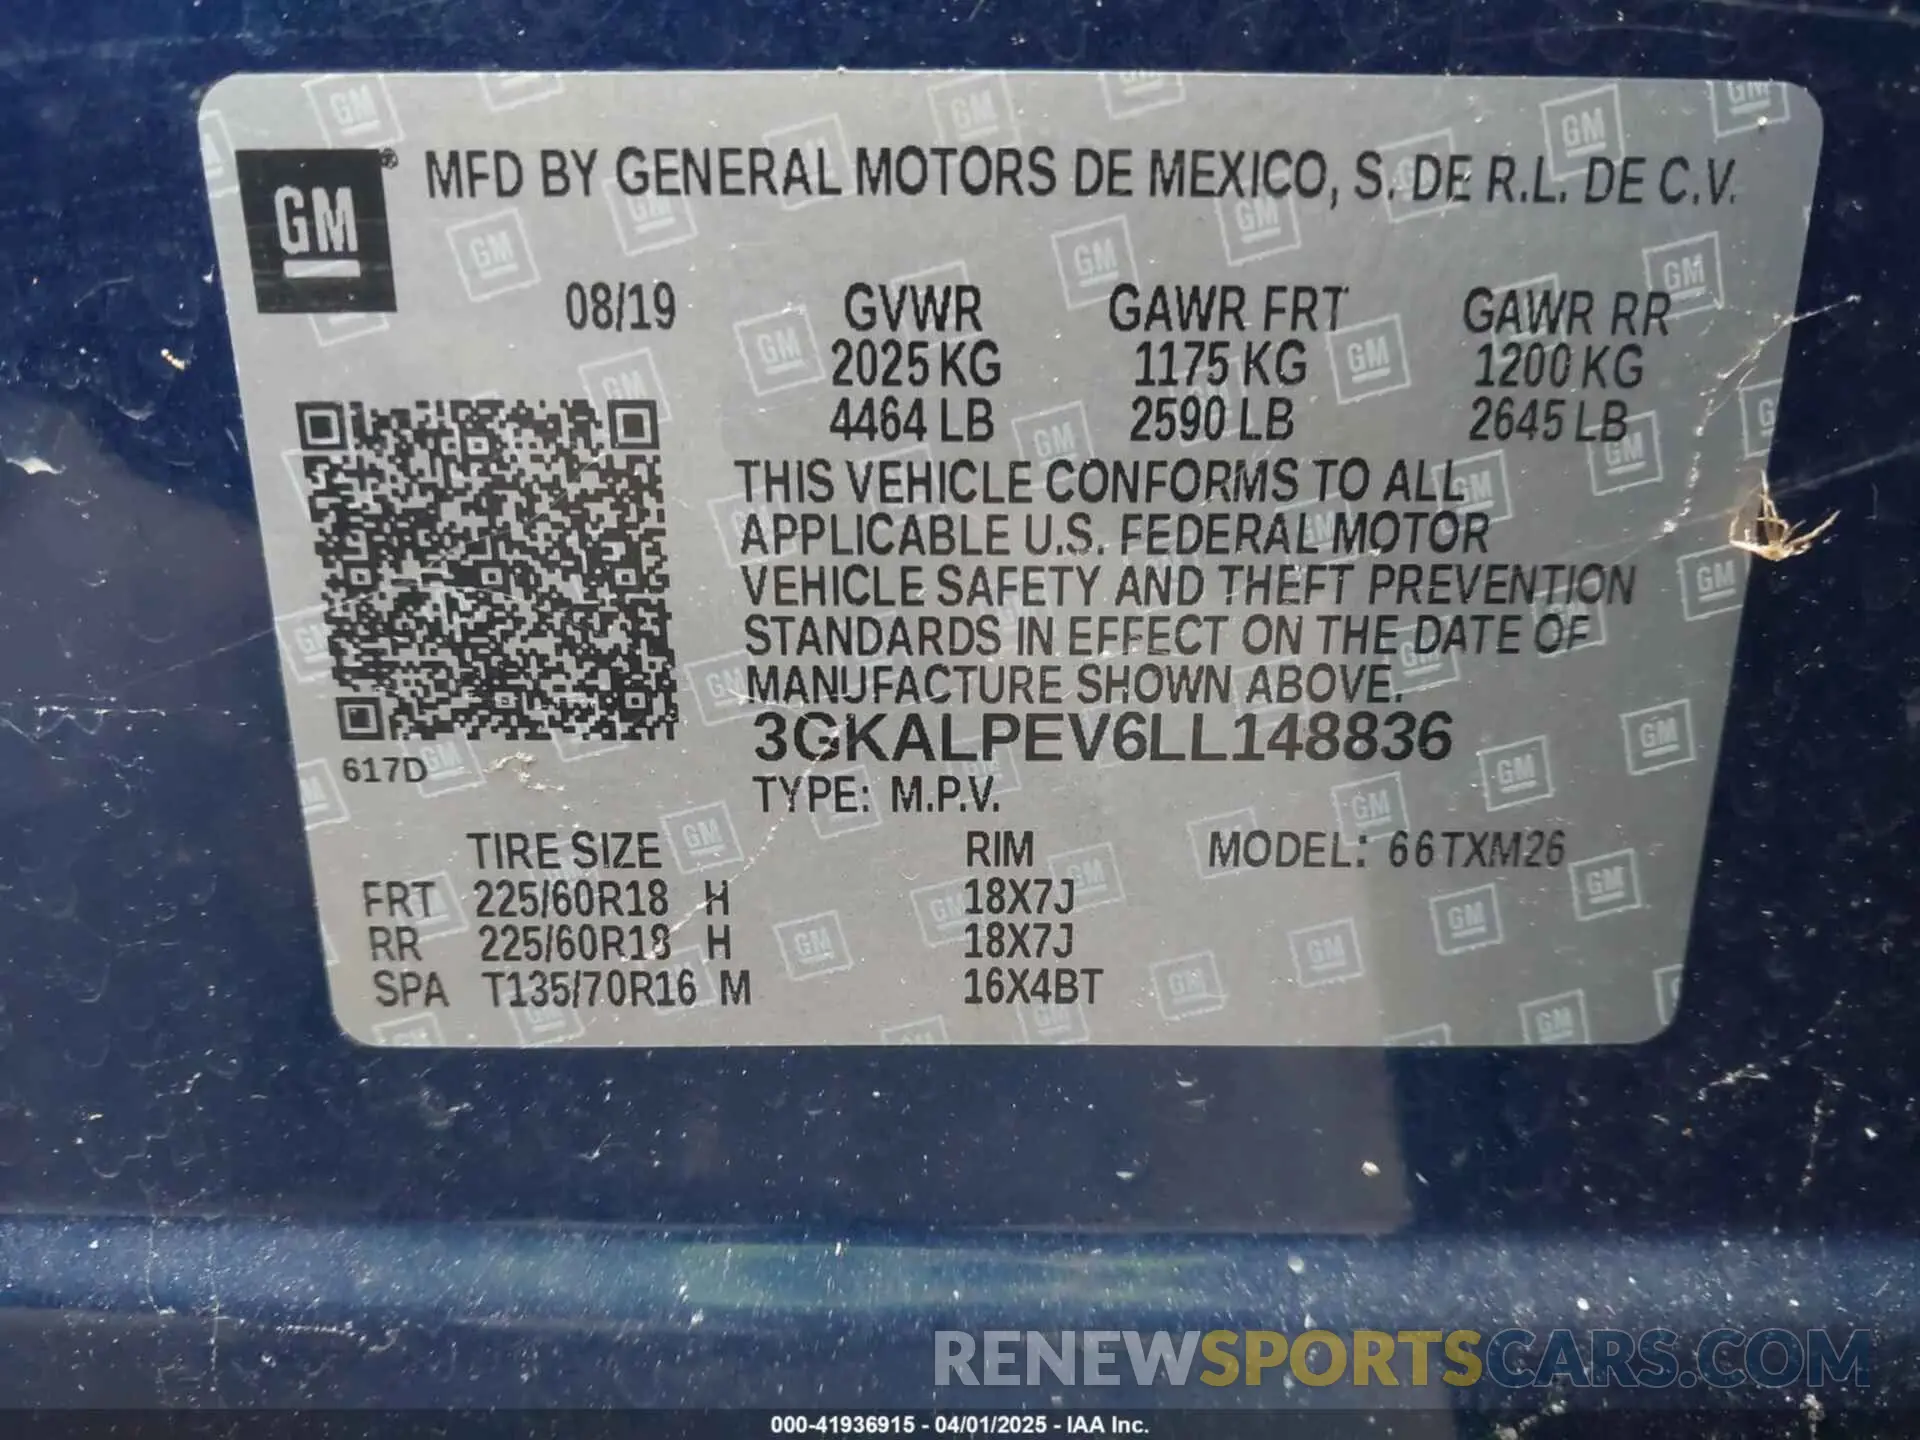 GM® MFD BY GENERAL MOTORS DE MEXICO, S. DE R.L. DE C.V.
08/19 GVWR GAWR FRT GAWR RR
2025 KG 1175 KG 1200 KG
4464 LB 2590 LB 2645 LB
THIS VEHICLE CONFORMS TO ALL
APPLICABLE U.S. FEDERAL MOTOR
VEHICLE SAFETY AND THEFT PREVENTION
STANDARDS IN EFFECT ON THE DATE OF
MANUFACTURE SHOWN ABOVE.
3GKALPEV6LL148836
617D
TYPE: M.P.V.
TIRE SIZE RIM MODEL: 66TXM26
FRT 225/60R18 H 18X7J
RR 225/60R18 H 18X7J
SPA T135/70R16 M 16X4BT
RENEWSPORTSCARS.COM
000-41936915 - 04/01/2025 - IAA Inc.